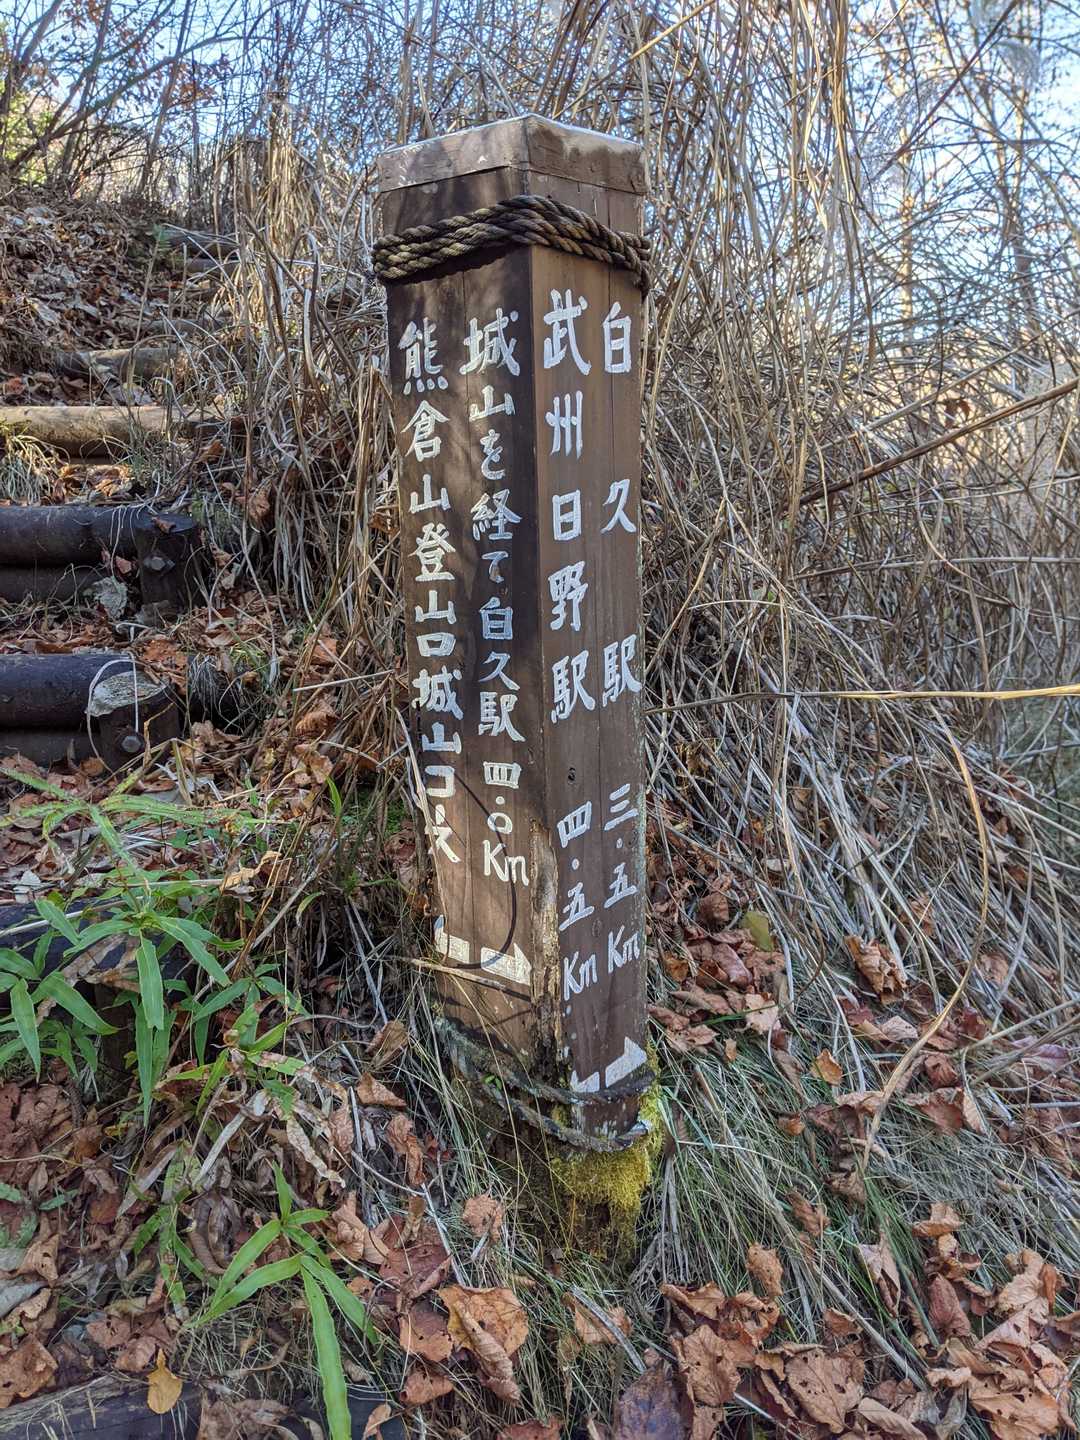 白久駅 三.五Km
武州日野駅 四.五Km
城山を経て白久駅 四.〇Km
熊倉山登山口城山コース